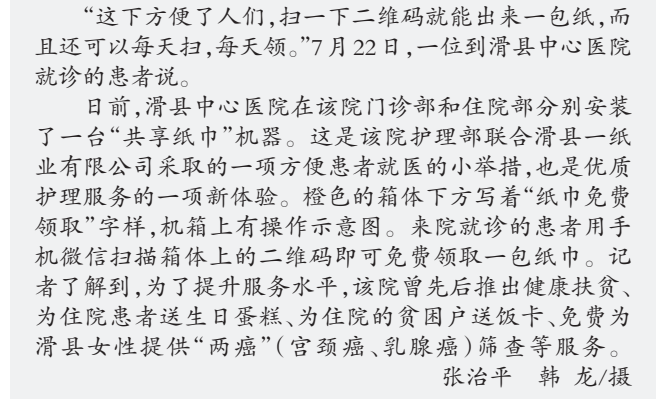 “这下方便了人们,扫一下二维码就能出来一包纸,而
且还可以每天扫,每天领。”7月22日,一位到滑县中心医院
就诊的患者说。
日前,滑县中心医院在该院门诊部和住院部分别安装
了一台“共享纸巾”机器。这是该院护理部联合滑县一纸
业有限公司采取的一项方便患者就医的小举措,也是优质
护理服务的一项新体验。橙色的箱体下方写着“纸巾免费
领取”字样,机箱上有操作示意图。来院就诊的患者用手
机微信扫描箱体上的二维码即可免费领取一包纸巾。记
者了解到,为了提升服务水平,该院曾先后推出健康扶贫、
为住院患者送生日蛋糕、为住院的贫困户送饭卡、免费为
滑县女性提供“两癌”(宫颈癌、乳腺癌)筛查等服务。
张治平 韩 龙/摄